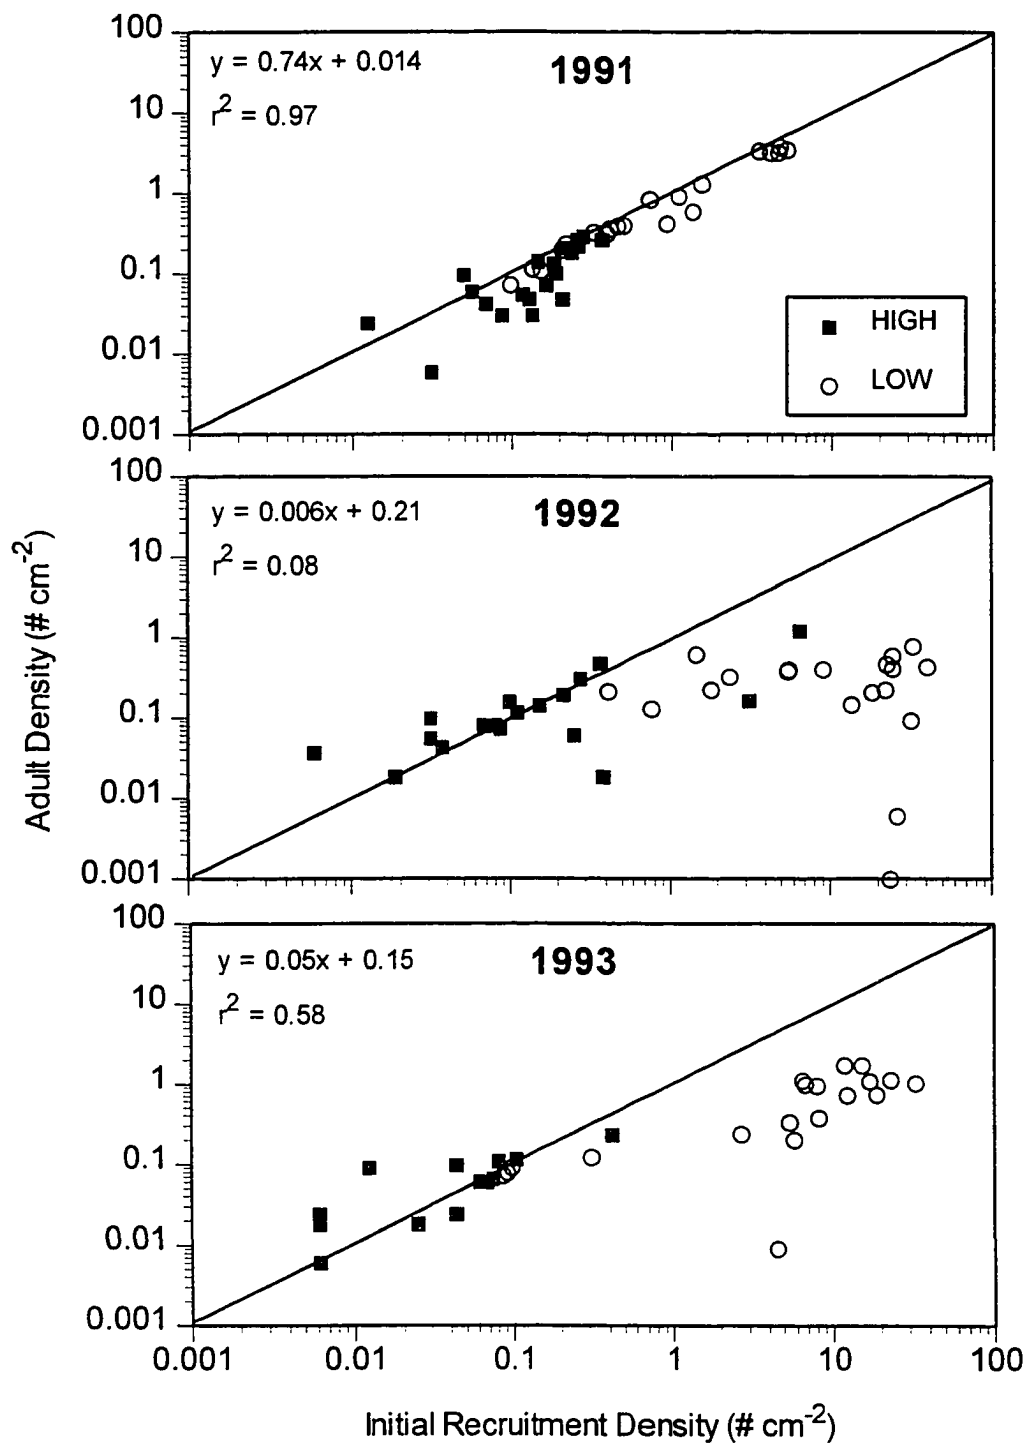 100
10
1
0.1
0.01
0.001
y = 0.74x + 0.014
r² = 0.97
1991
HIGH
LOW
100
10
1
0.1
0.01
0.001
y = 0.006x + 0.21
r² = 0.08
1992
Adult Density (# cm⁻²)
100
10
1
0.1
0.01
0.001
y = 0.05x + 0.15
r² = 0.58
1993
0.001 0.01 0.1 1 10 100
Initial Recruitment Density (# cm⁻²)